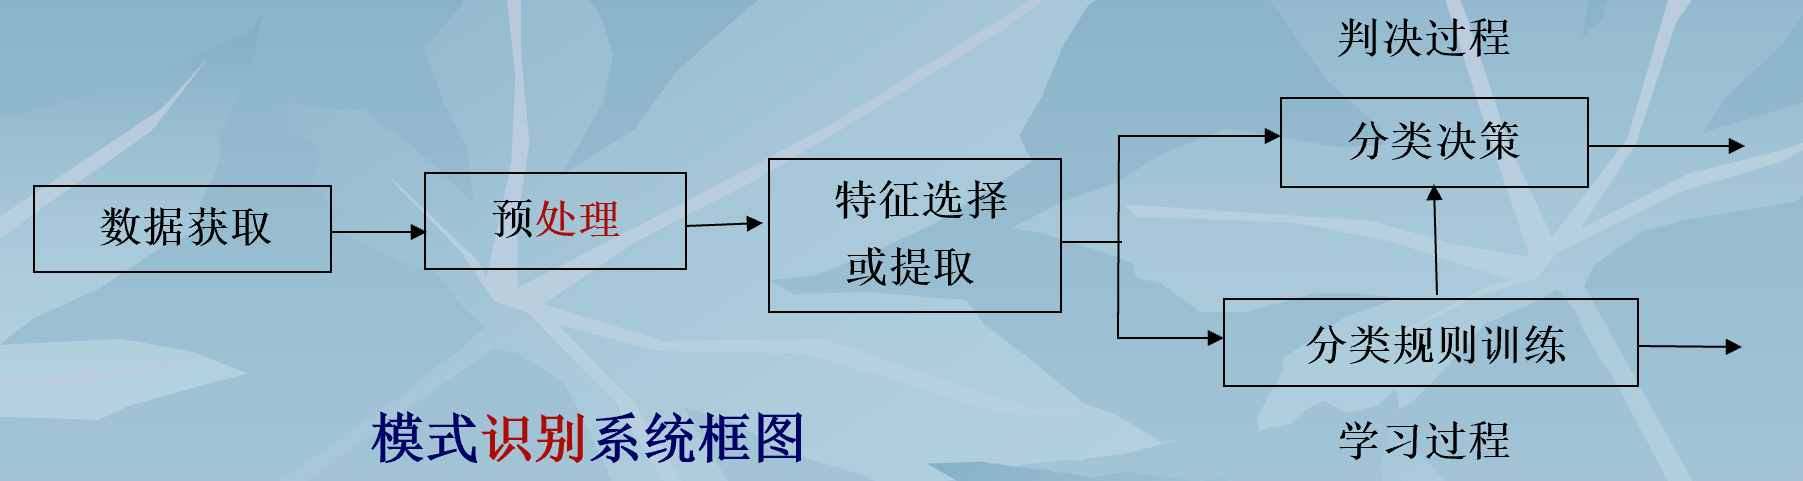 判决过程
分类决策
数据获取
预处理
特征选择
或提取
分类规则训练
模式识别系统框图
学习过程